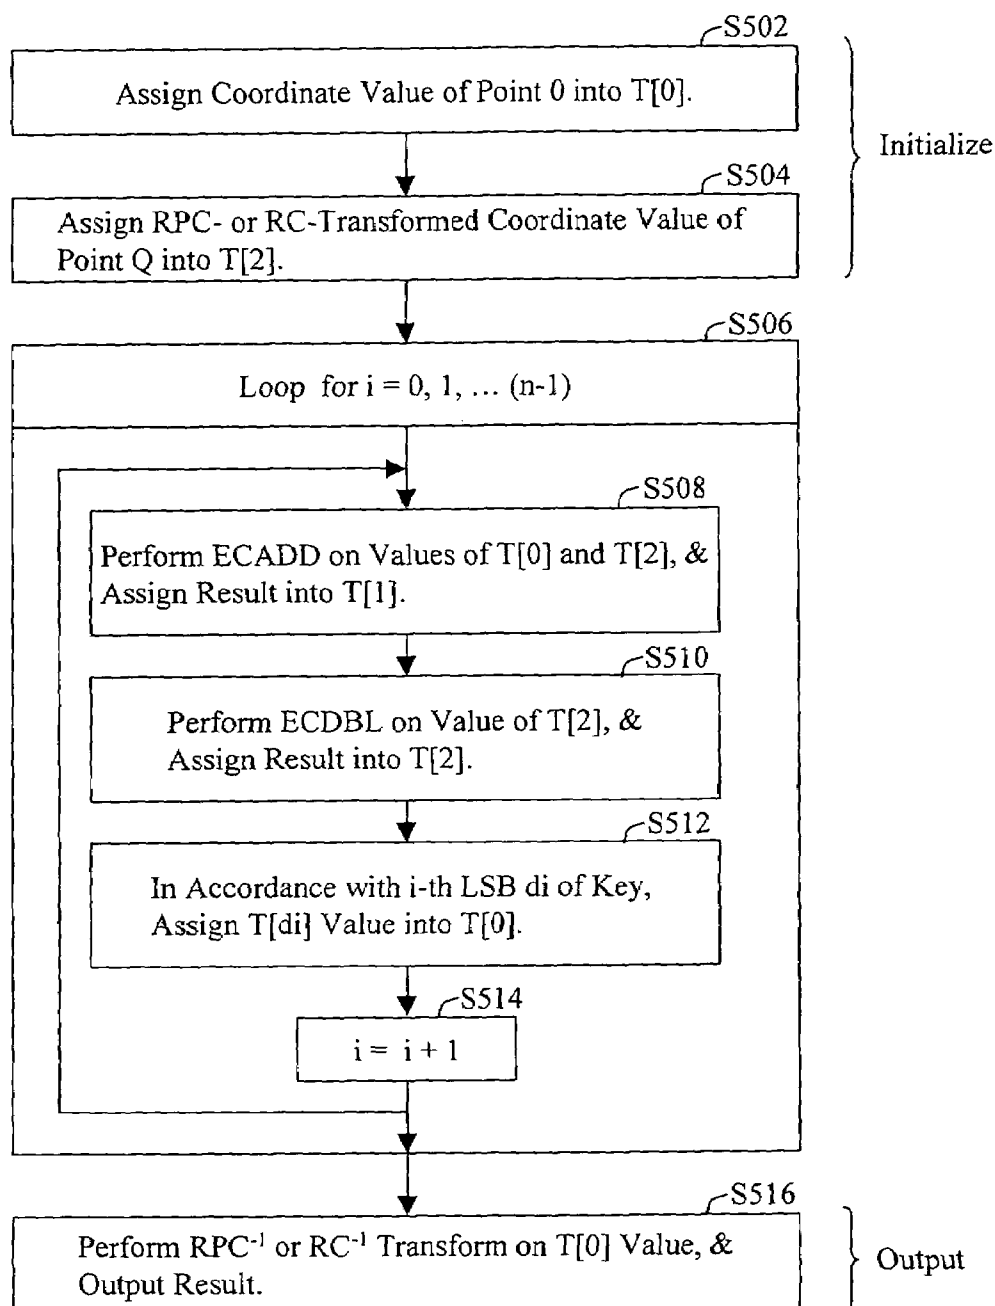 S502
Assign Coordinate Value of Point 0 into T[0].
Initialize
S504
Assign RPC- or RC-Transformed Coordinate Value of
Point Q into T[2].
S506
Loop for i = 0, 1, ... (n-1)
S508
Perform ECADD on Values of T[0] and T[2], &
Assign Result into T[1].
S510
Perform ECDBL on Value of T[2], &
Assign Result into T[2].
S512
In Accordance with i-th LSB di of Key,
Assign T[di] Value into T[0].
S514
i = i + 1
S516
Perform RPC⁻¹ or RC⁻¹ Transform on T[0] Value, &
Output Result.
Output